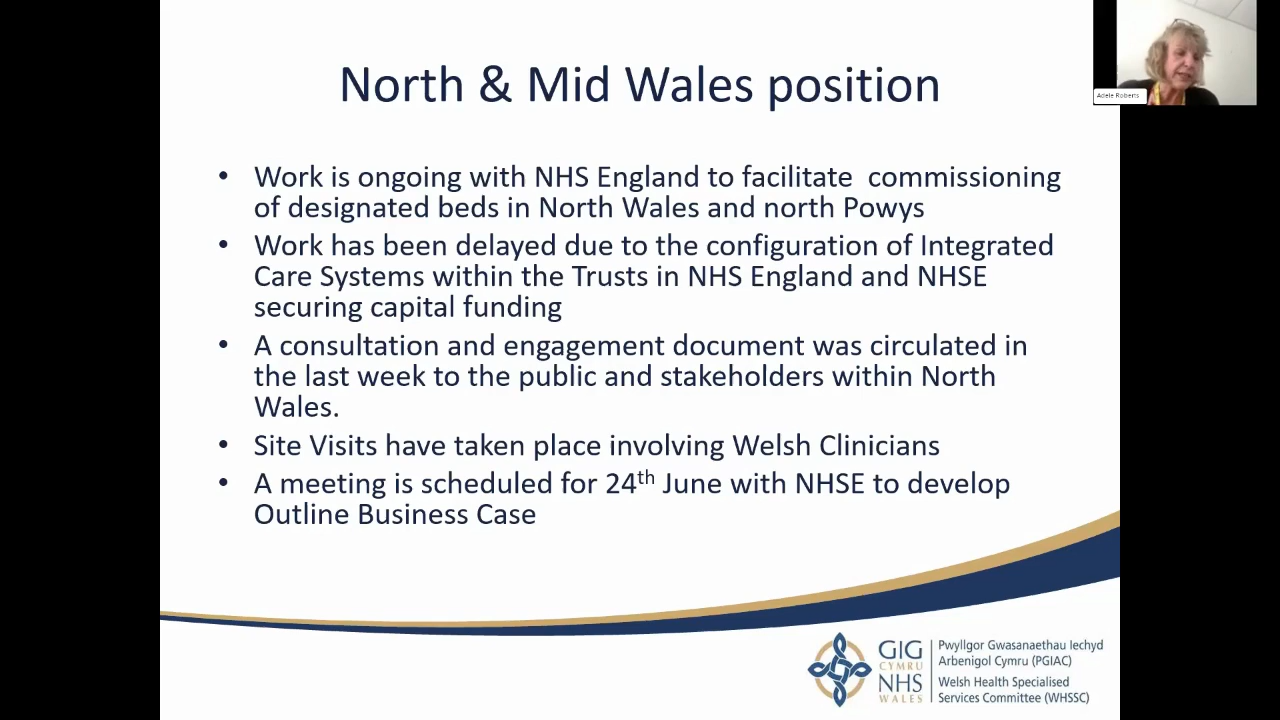 North & Mid Wales position
Adele Roberts
• Work is ongoing with NHS England to facilitate  commissioning
of designated beds in North Wales and north Powys
• Work has been delayed due to the configuration of Integrated
Care Systems within the Trusts in NHS England and NHSE
securing capital funding
• A consultation and engagement document was circulated in
the last week to the public and stakeholders within North
Wales.
• Site Visits have taken place involving Welsh Clinicians
• A meeting is scheduled for 24th June with NHSE to develop
Outline Business Case
GIG
CYMRU
NHS
WALES
Pwyllgor Gwasanaethau Iechyd
Arbenigol Cymru (PGIAC)
Welsh Health Specialised
Services Committee (WHSSC)